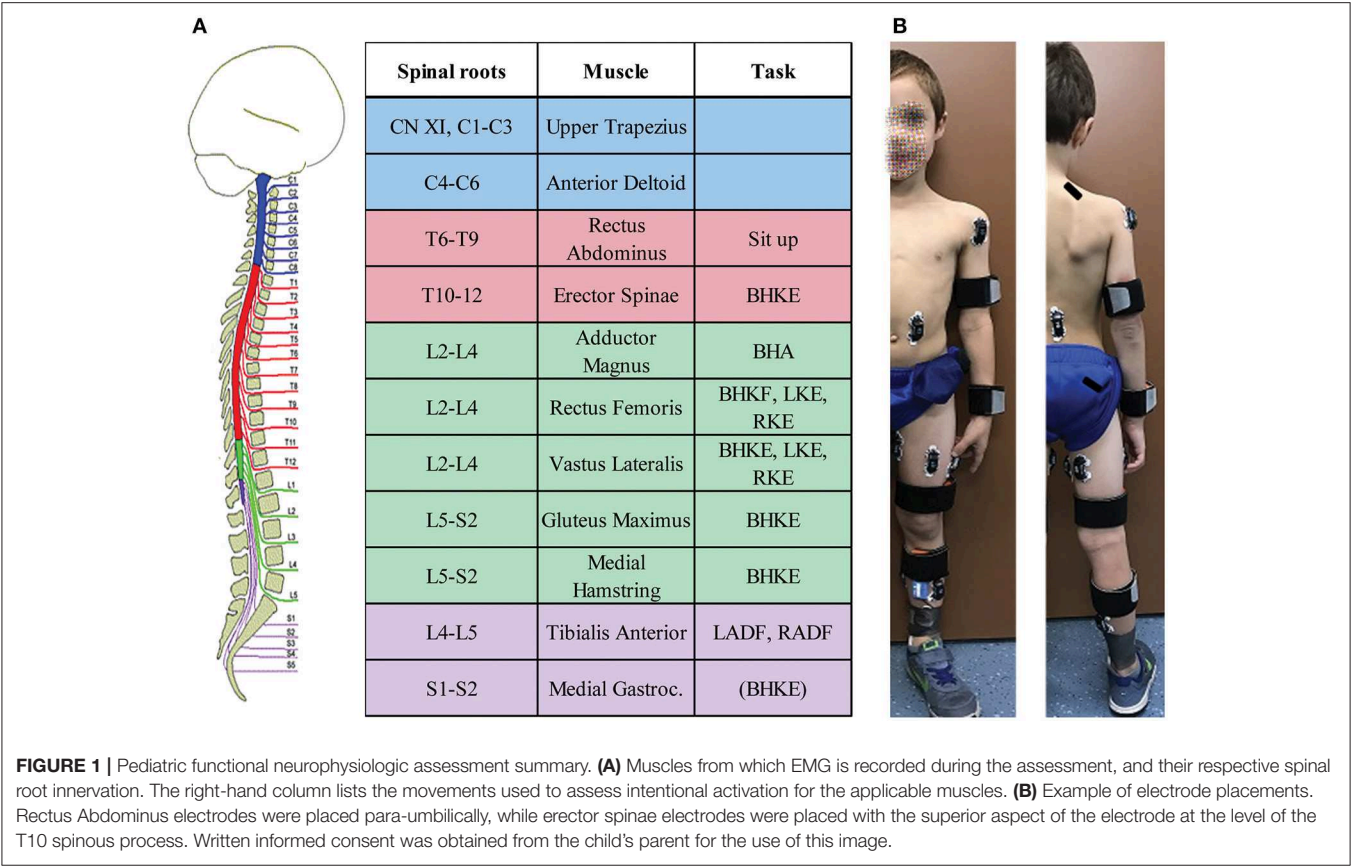 A
B
Spinal roots Muscle Task
CN XI, C1-C3 Upper Trapezius
C4-C6 Anterior Deltoid
T6-T9 Rectus Abdominus Sit up
T10-12 Erector Spinae BHKE
L2-L4 Adductor Magnus BHA
L2-L4 Rectus Femoris BHKF, LKE, RKE
L2-L4 Vastus Lateralis BHKE, LKE, RKE
L5-S2 Gluteus Maximus BHKE
L5-S2 Medial Hamstring BHKE
L4-L5 Tibialis Anterior LADF, RADF
S1-S2 Medial Gastroc. (BHKE)
C1
C2
C3
C4
C5
C6
C7
C8
T1
T2
T3
T4
T5
T6
T7
T8
T9
T10
T11
T12
L1
L2
L3
L4
L5
S1
S2
S3
S4
S5
FIGURE 1 | Pediatric functional neurophysiologic assessment summary. (A) Muscles from which EMG is recorded during the assessment, and their respective spinal
root innervation. The right-hand column lists the movements used to assess intentional activation for the applicable muscles. (B) Example of electrode placements.
Rectus Abdominus electrodes were placed para-umbilically, while erector spinae electrodes were placed with the superior aspect of the electrode at the level of the
T10 spinous process. Written informed consent was obtained from the child's parent for the use of this image.